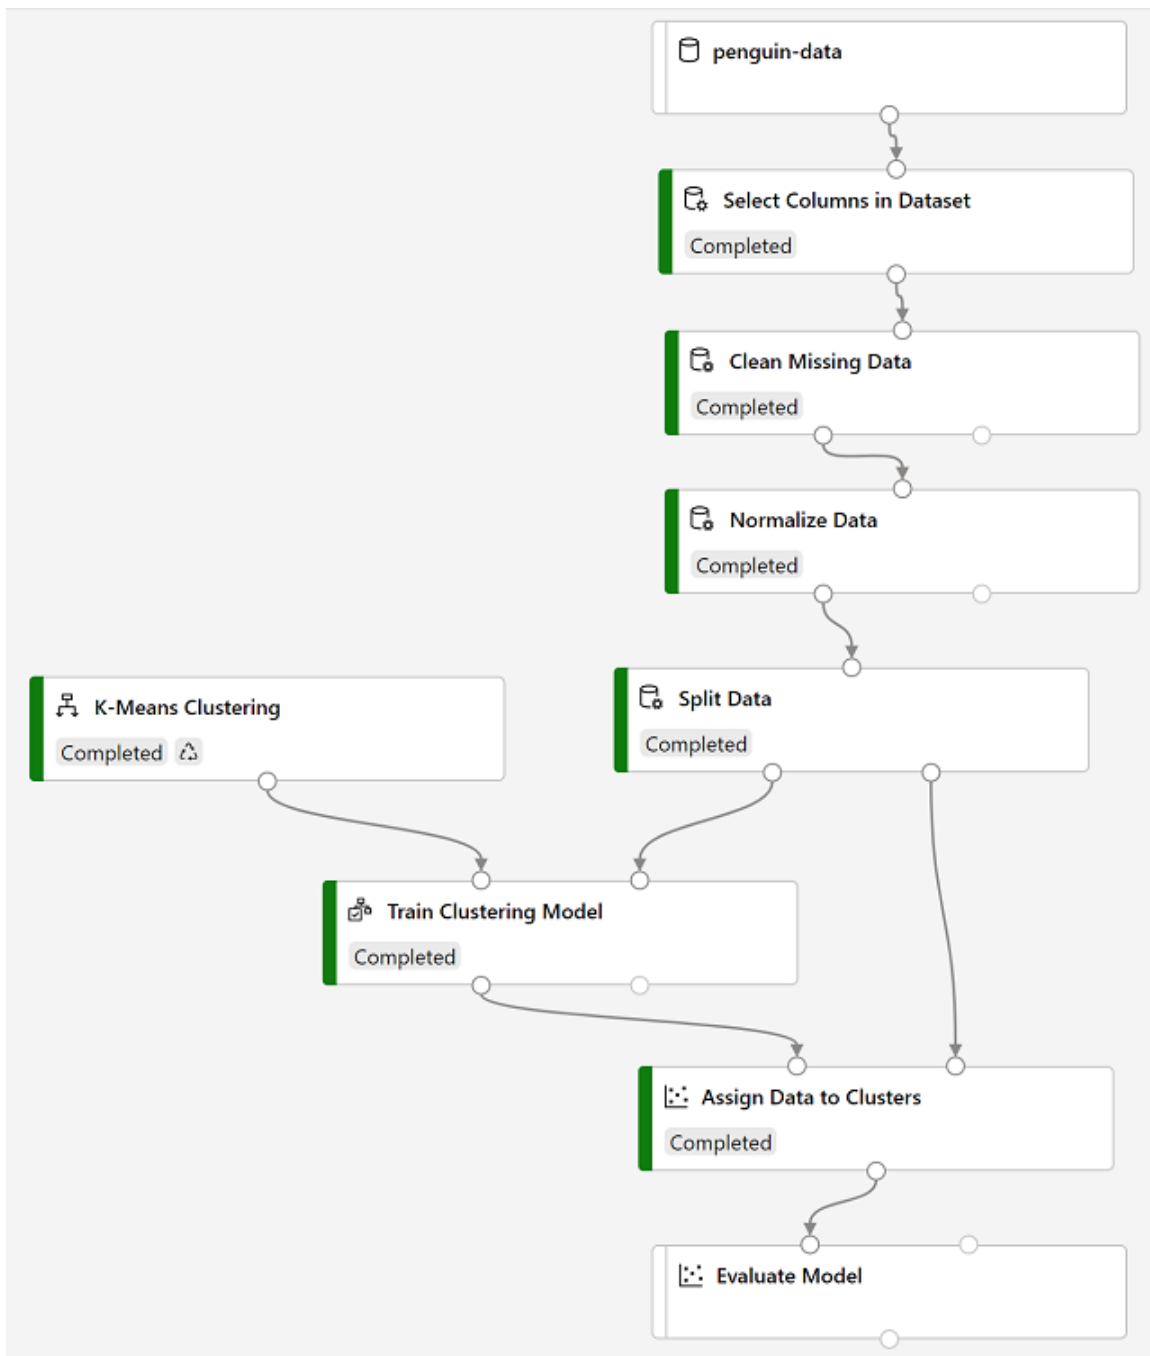 penguin-data
Select Columns in Dataset
Completed
Clean Missing Data
Completed
Normalize Data
Completed
K-Means Clustering
Completed
Split Data
Completed
Train Clustering Model
Completed
Assign Data to Clusters
Completed
Evaluate Model